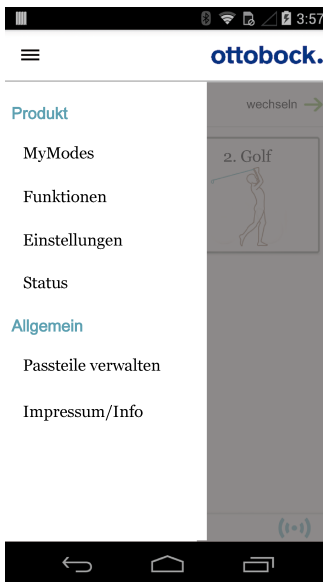 3:57
ottobock.
Produkt
wechseln
MyModes
2. Golf
Funktionen
Einstellungen
Status
Allgemein
Passteile verwalten
Impressum/Info